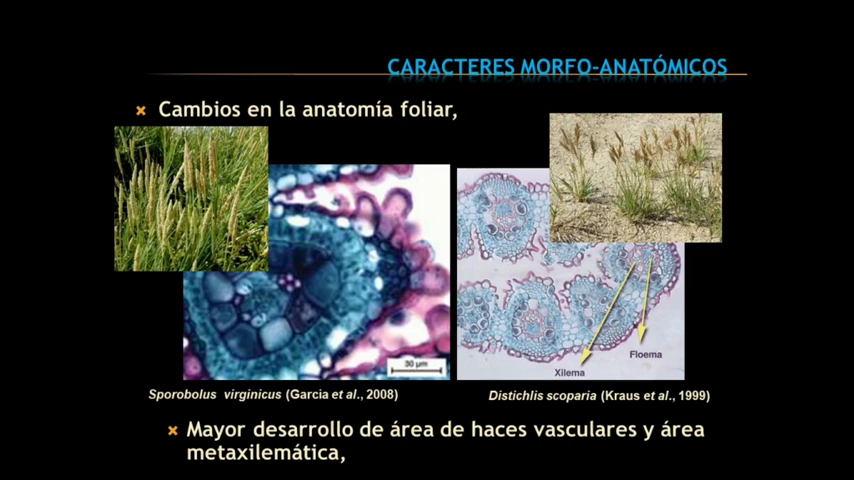 CARACTERES MORFO-ANATÓMICOS
Cambios en la anatomía foliar,
30 µm
Floema
Xilema
Sporobolus virginicus (Garcia et al., 2008)
Distichlis scoparia (Kraus et al., 1999)
Mayor desarrollo de área de haces vasculares y área
metaxilemática,